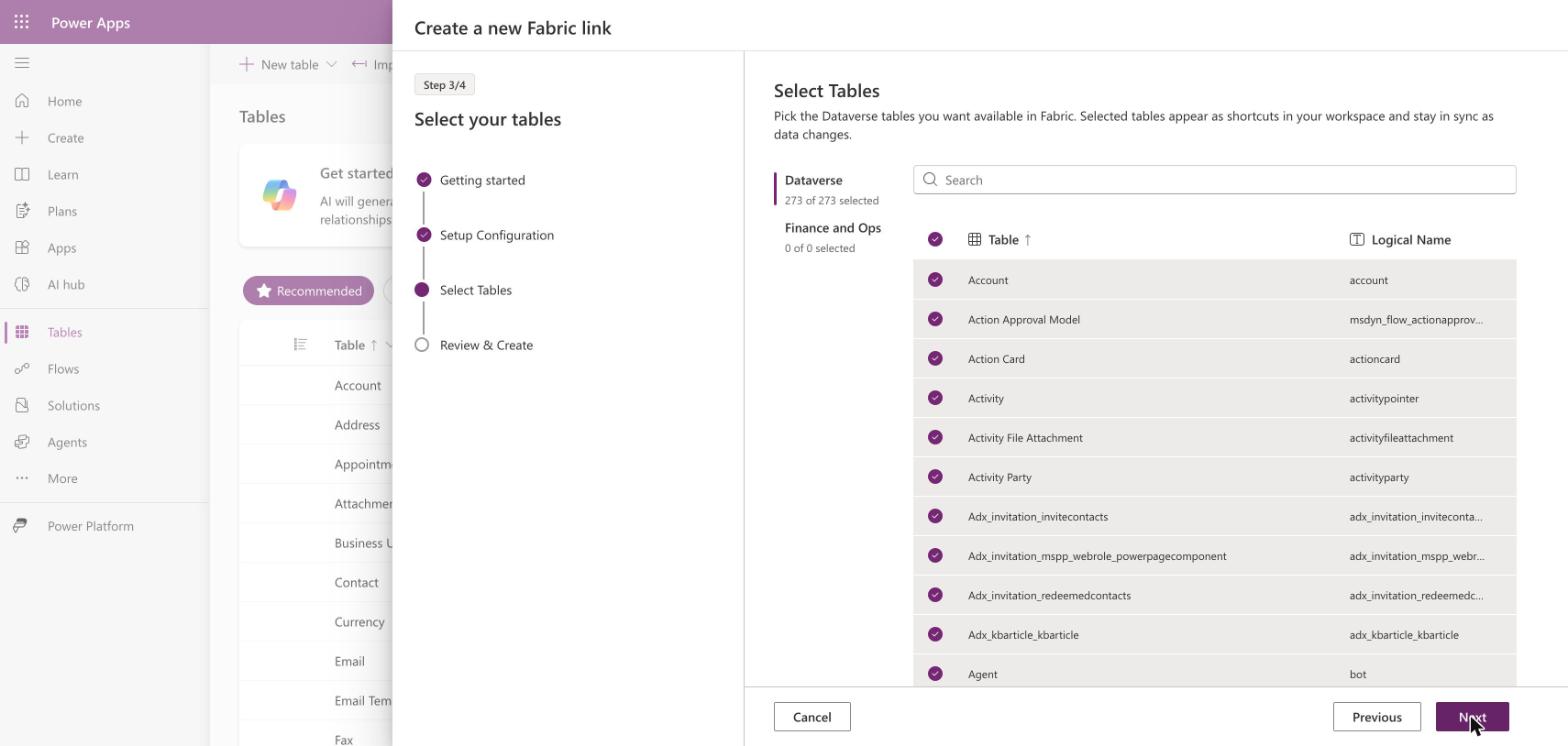 Power Apps
Home
Create
Learn
Plans
Apps
AI hub
Tables
Flows
Solutions
Agents
More
Power Platform
New table
Imp
Tables
Get started
AI will gener
relationships
Recommended
Table ↑
Account
Address
Appointm
Attachmen
Business U
Contact
Currency
Email
Email Tem
Fax
Create a new Fabric link
Step 3/4
Select your tables
Getting started
Setup Configuration
Select Tables
Review & Create
Select Tables
Pick the Dataverse tables you want available in Fabric. Selected tables appear as shortcuts in your workspace and stay in sync as
data changes.
Dataverse
273 of 273 selected
Finance and Ops
0 of 0 selected
Search
Table ↑ Logical Name
Account account
Action Approval Model msdyn_flow_actionapprov...
Action Card actioncard
Activity activitypointer
Activity File Attachment activityfileattachment
Activity Party activityparty
Adx_invitation_invitecontacts adx_invitation_inviteconta...
Adx_invitation_mspp_webrole_powerpagecomponent adx_invitation_mspp_webr...
Adx_invitation_redeemedcontacts adx_invitation_redeemedc...
Adx_kbarticle_kbarticle adx_kbarticle_kbarticle
Agent bot
Cancel
Previous
Next